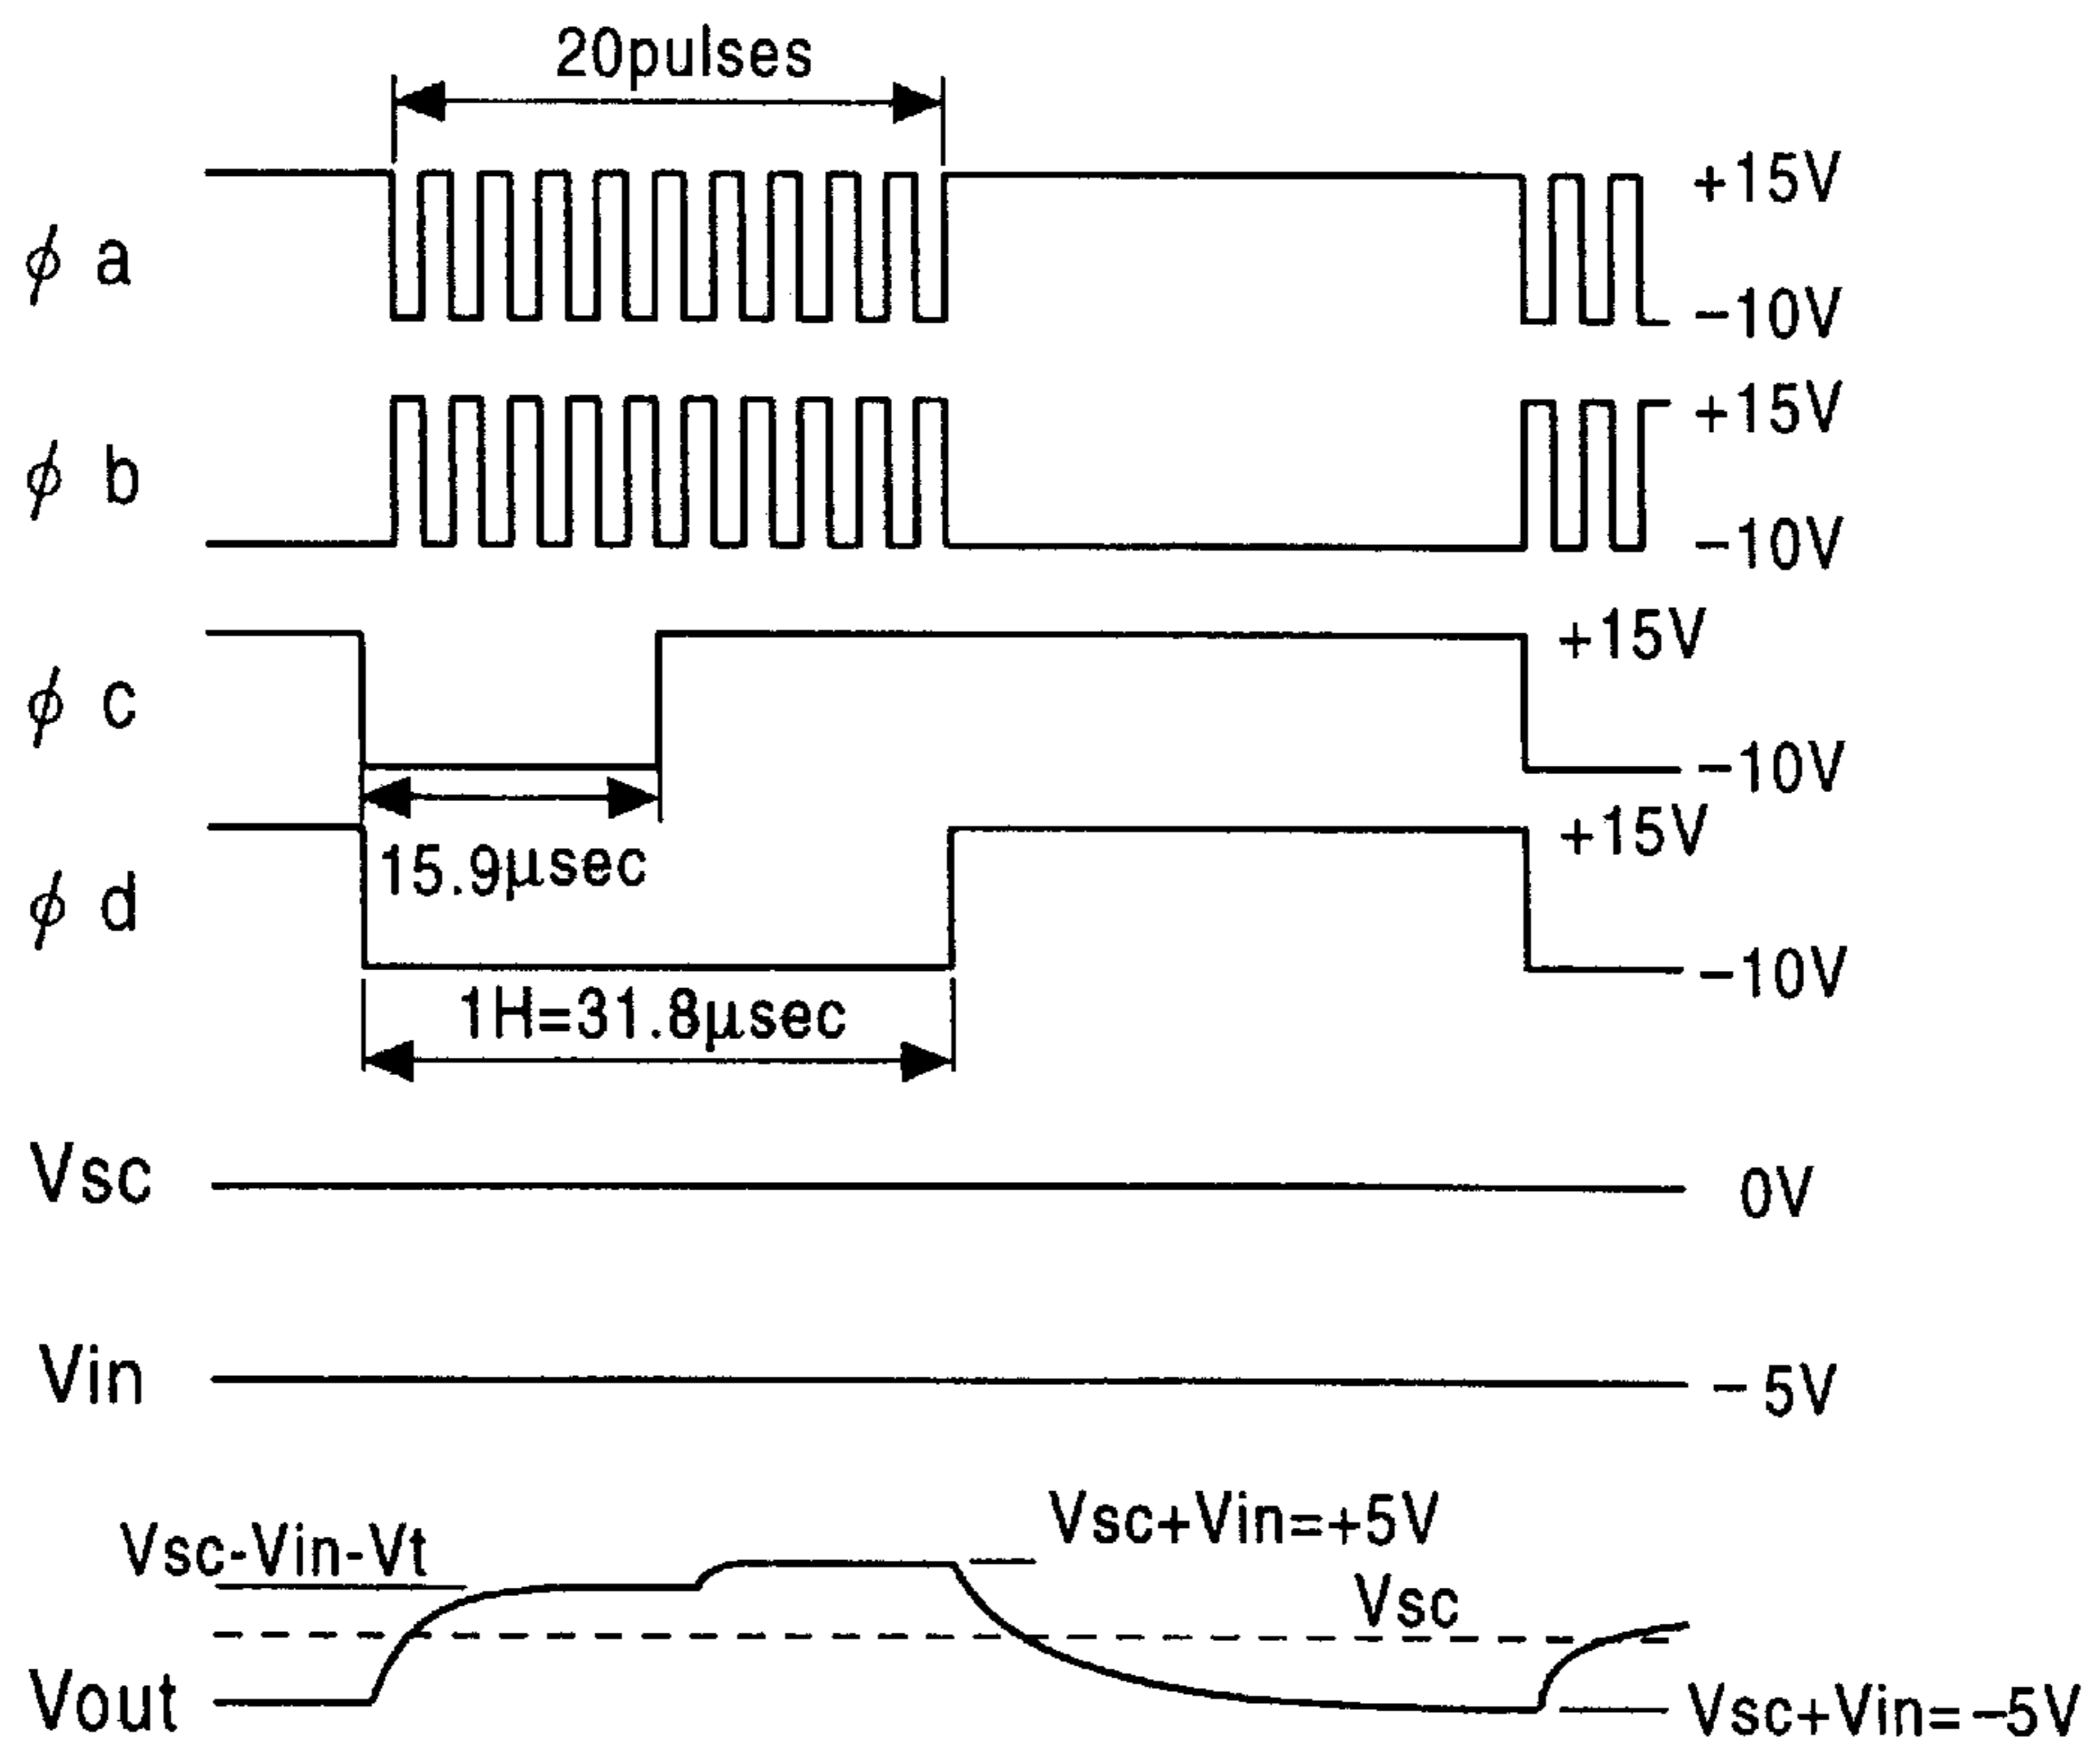 20pulses
+15V
ϕ a
−10V
+15V
ϕ b
−10V
+15V
ϕ c
−10V
15.9μsec
+15V
ϕ d
−10V
1H=31.8μsec
Vsc
0V
Vin
−5V
Vsc-Vin-Vt
Vsc+Vin=+5V
Vsc
Vout
Vsc+Vin=−5V